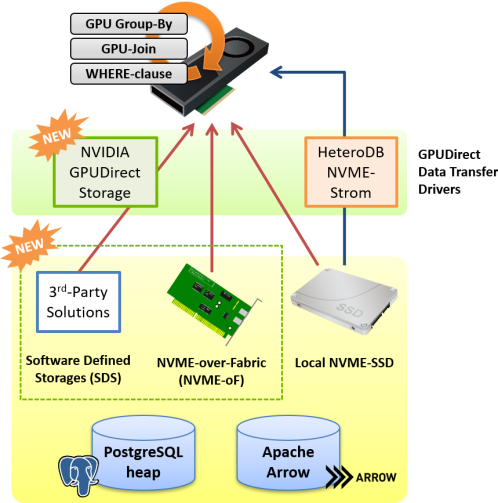 GPU Group-By
GPU-Join
WHERE-clause
NEW
NVIDIA
GPUDirect
Storage
HeteroDB
NVME-
Strom
GPUDirect
Data Transfer
Drivers
NEW
3rd-Party
Solutions
SSD
Software Defined
Storages (SDS)
NVME-over-Fabric
(NVME-oF)
Local NVME-SSD
PostgreSQL
heap
Apache
Arrow
ARROW